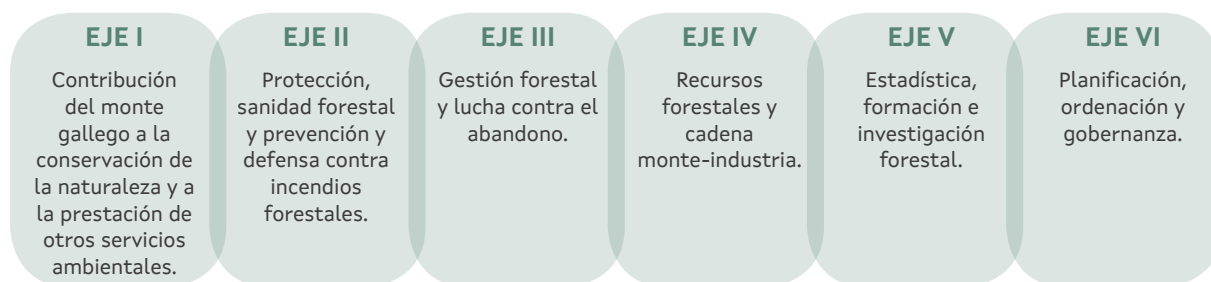 EJE I
Contribución
del monte
gallego a la
conservación de
la naturaleza y a
la prestación de
otros servicios
ambientales.
EJE II
Protección,
sanidad forestal
y prevención y
defensa contra
incendios
forestales.
EJE III
Gestión forestal
y lucha contra el
abandono.
EJE IV
Recursos
forestales y
cadena
monte-industria.
EJE V
Estadística,
formación e
investigación
forestal.
EJE VI
Planificación,
ordenación y
gobernanza.